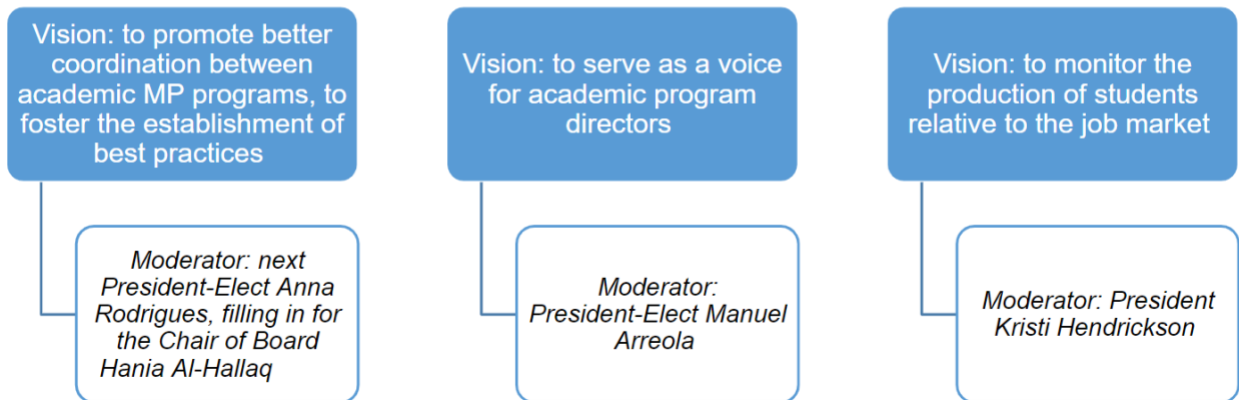 Vision: to promote better
coordination between
academic MP programs, to
foster the establishment of
best practices
Moderator: next
President-Elect Anna
Rodrigues, filling in for
the Chair of Board
Hania Al-Hallaq
Vision: to serve as a voice
for academic program
directors
Moderator:
President-Elect Manuel
Arreola
Vision: to monitor the
production of students
relative to the job market
Moderator: President
Kristi Hendrickson